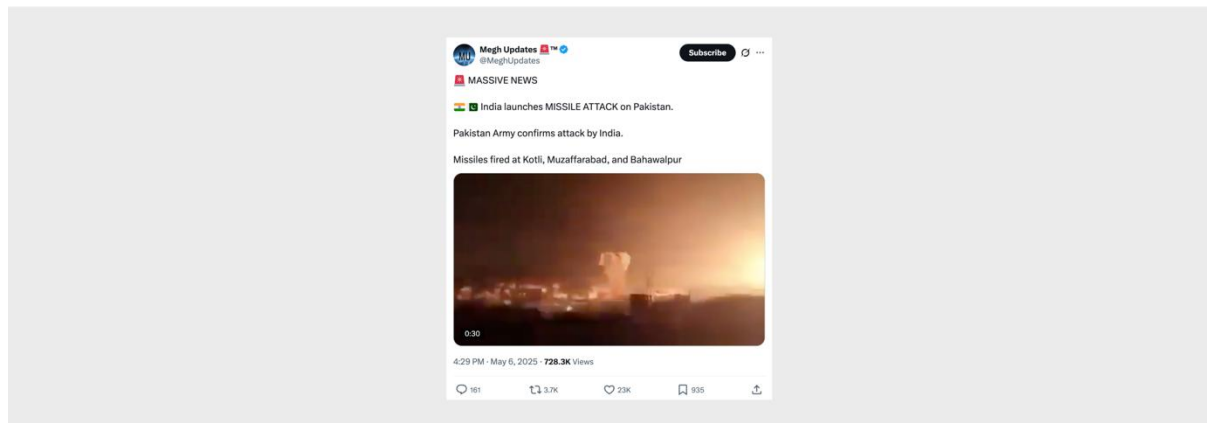 Megh Updates 🚨™
@MeghUpdates
Subscribe
🚨 MASSIVE NEWS
🇮🇳 🇵🇰 India launches MISSILE ATTACK on Pakistan.
Pakistan Army confirms attack by India.
Missiles fired at Kotli, Muzaffarabad, and Bahawalpur
0:30
4:29 PM · May 6, 2025 · 728.3K Views
161 3.7K 23K 935